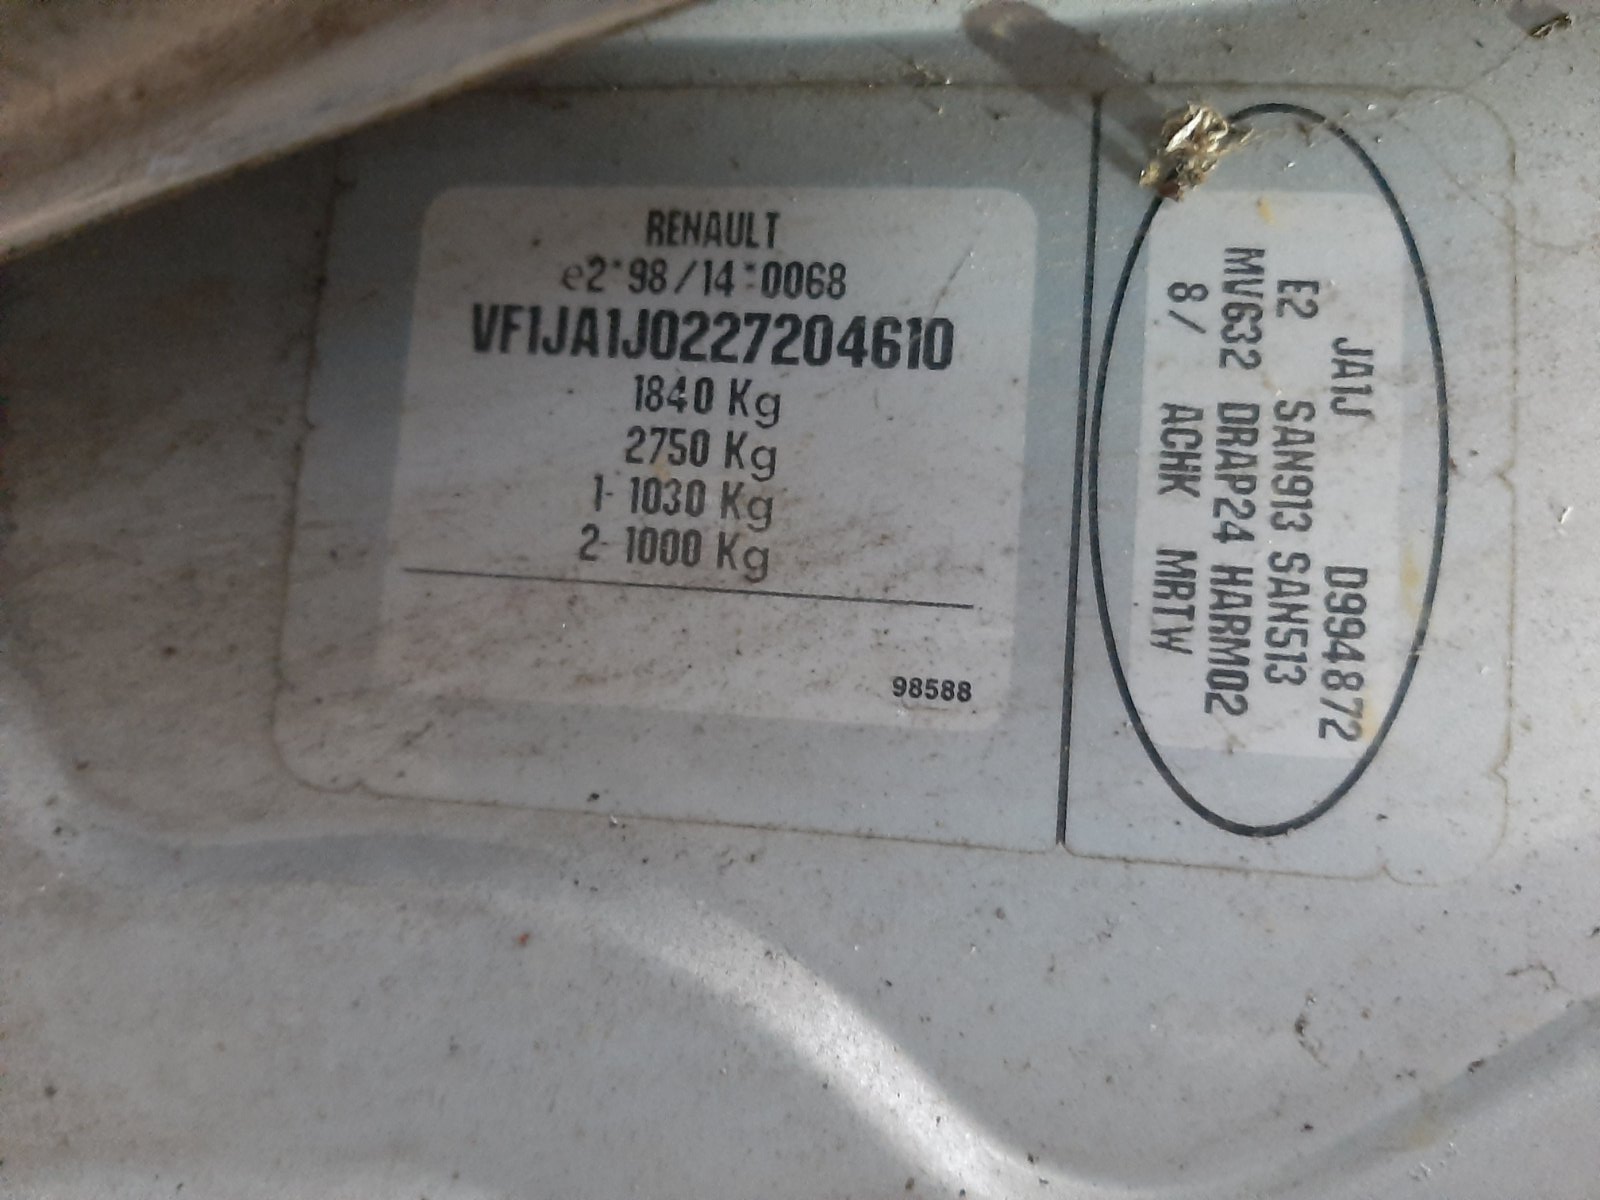 RENAULT
e2*98/14*0068
VF1JA1J0227204610
1840 Kg
2750 Kg
1- 1030 Kg
2- 1000 Kg
98588
JA1J D994872
E2 SAN913 SAN513
MV632 DRAP24 HARM02
8/ ACHK MRTW